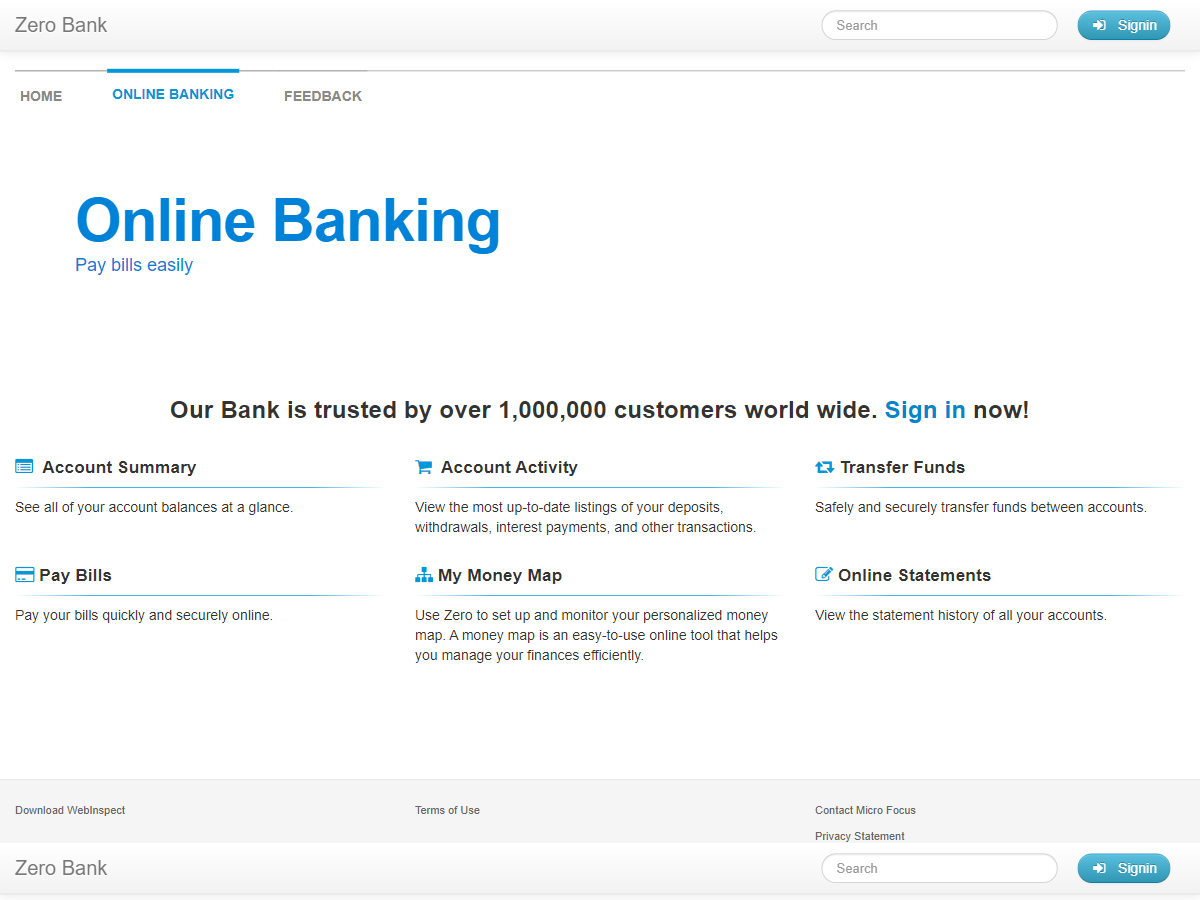 Zero Bank
Search
Signin
HOME
ONLINE BANKING
FEEDBACK
Online Banking
Pay bills easily
Our Bank is trusted by over 1,000,000 customers world wide. Sign in now!
Account Summary
See all of your account balances at a glance.
Account Activity
View the most up-to-date listings of your deposits,
withdrawals, interest payments, and other transactions.
Transfer Funds
Safely and securely transfer funds between accounts.
Pay Bills
Pay your bills quickly and securely online.
My Money Map
Use Zero to set up and monitor your personalized money
map. A money map is an easy-to-use online tool that helps
you manage your finances efficiently.
Online Statements
View the statement history of all your accounts.
Download WebInspect
Terms of Use
Contact Micro Focus
Privacy Statement
Zero Bank
Search
Signin